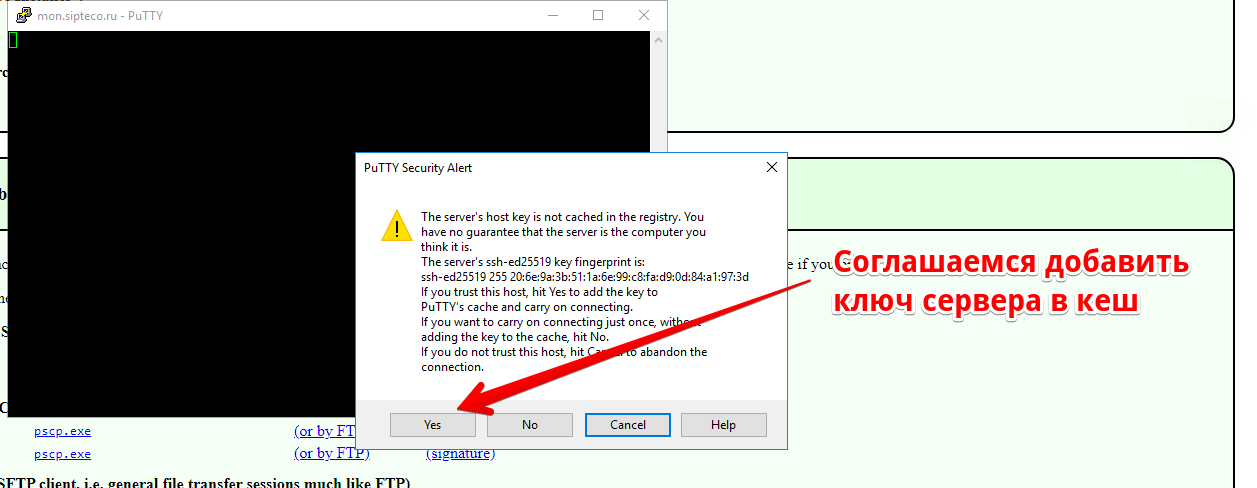 mon.sipteco.ru - PuTTY
PuTTY Security Alert
The server's host key is not cached in the registry. You
have no guarantee that the server is the computer you
think it is.
The server's ssh-ed25519 key fingerprint is:
ssh-ed25519 255 20:6e:9a:3b:51:1a:6e:99:c8:fa:d9:0d:84:a1:97:3d
If you trust this host, hit Yes to add the key to
PuTTY's cache and carry on connecting.
If you want to carry on connecting just once, without
adding the key to the cache, hit No.
If you do not trust this host, hit Cancel to abandon the
connection.
Yes
No
Cancel
Help
e if you
Соглашаемся добавить
ключ сервера в кеш
pscp.exe
(or by FT
pscp.exe
(or by FTP)
(signature)
SFTP client, i.e. general file transfer sessions much like FTP)